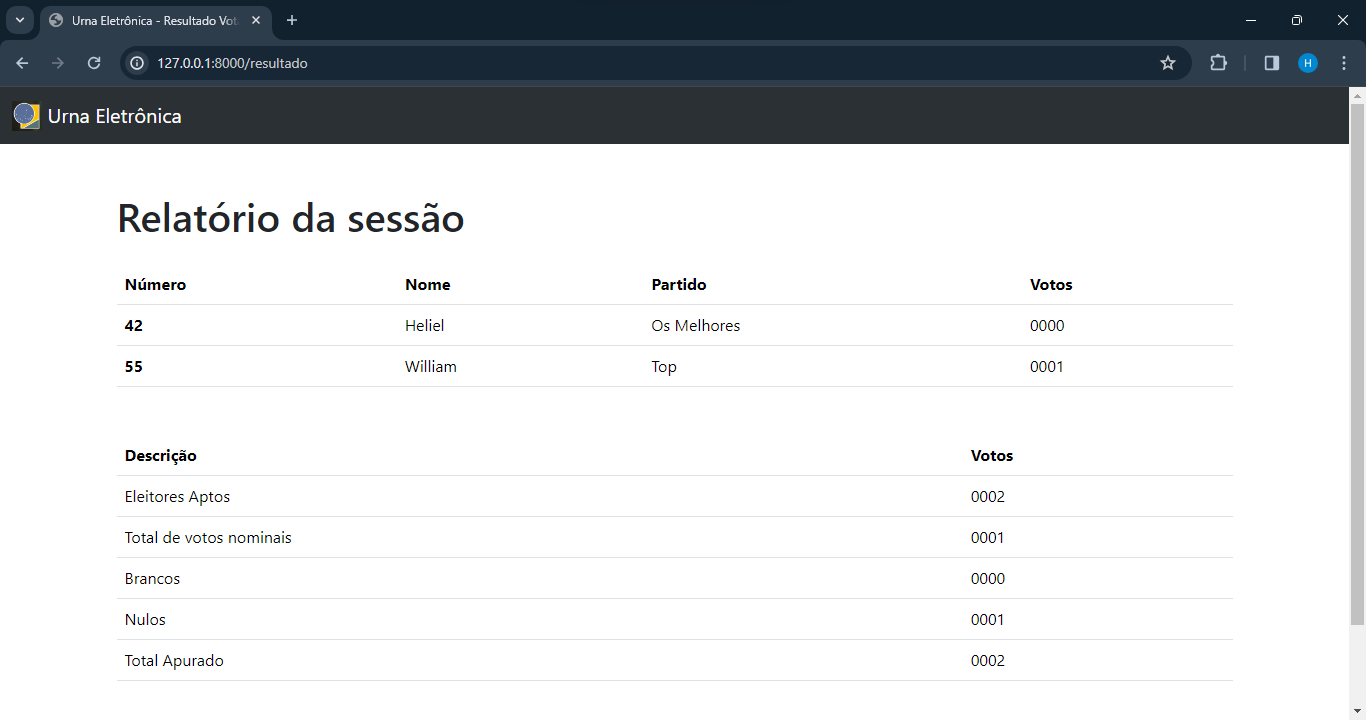 Urna Eletrônica - Resultado Vot
127.0.0.1:8000/resultado
H
Urna Eletrônica
Relatório da sessão
Número Nome Partido Votos
42 Heliel Os Melhores 0000
55 William Top 0001
Descrição Votos
Eleitores Aptos 0002
Total de votos nominais 0001
Brancos 0000
Nulos 0001
Total Apurado 0002